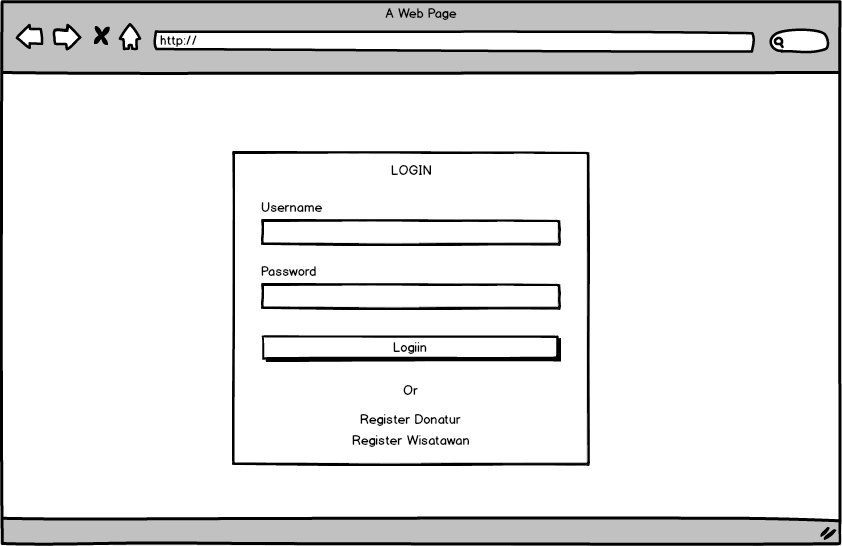 A Web Page
http://
LOGIN
Username
Password
Logiin
Or
Register Donatur
Register Wisatawan